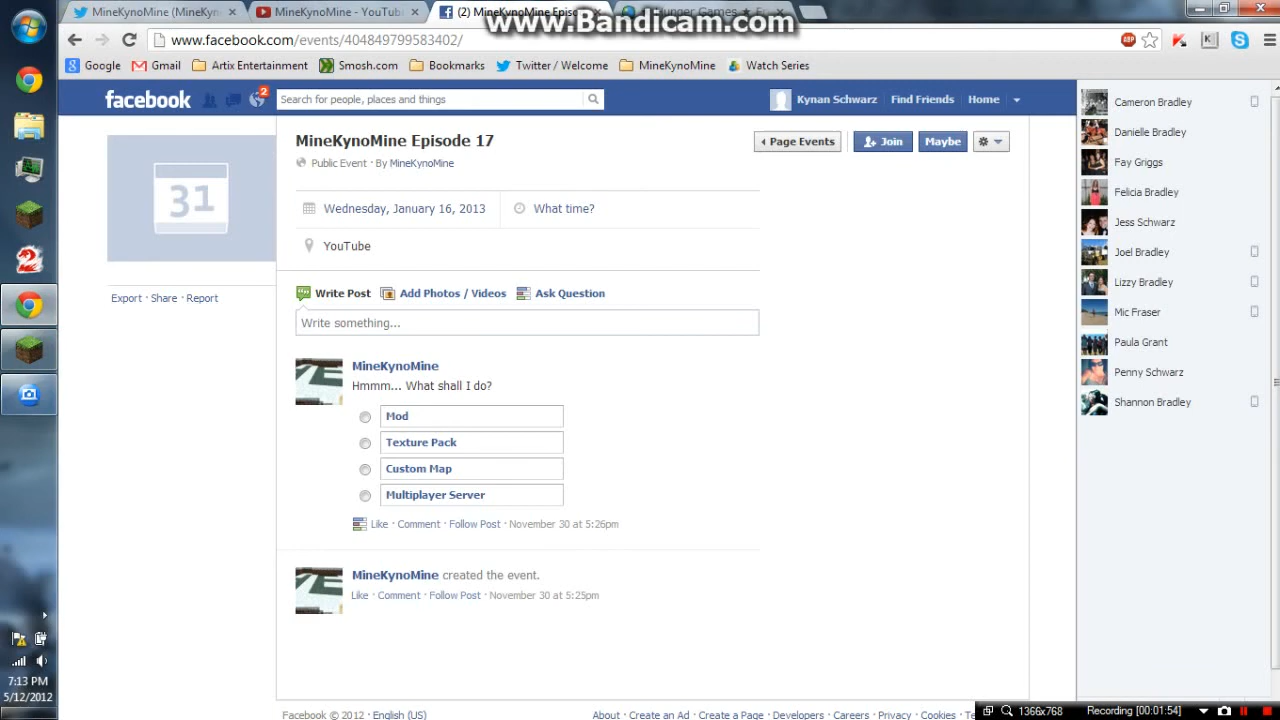 MineKynoMine (MineKyn
MineKynoMine - YouTube
(2) MineKynoMine Epis
Hunger Games
www.Bandicam.com
www.facebook.com/events/404849799583402/
Google Gmail Artix Entertainment Smosh.com Bookmarks Twitter / Welcome MineKynoMine Watch Series
facebook 2 Search for people, places and things Kynan Schwarz Find Friends Home
MineKynoMine Episode 17 Page Events Join Maybe
Public Event · By MineKynoMine
31
Wednesday, January 16, 2013 What time?
YouTube
Export · Share · Report
Write Post Add Photos / Videos Ask Question
Write something...
MineKynoMine
Hmmm... What shall I do?
Mod
Texture Pack
Custom Map
Multiplayer Server
Like · Comment · Follow Post · November 30 at 5:26pm
MineKynoMine created the event.
Like · Comment · Follow Post · November 30 at 5:25pm
Facebook © 2012 · English (US)
About · Create an Ad · Create a Page · Developers · Careers · Privacy · Cookies · Te
Cameron Bradley
Danielle Bradley
Fay Griggs
Felicia Bradley
Jess Schwarz
Joel Bradley
Lizzy Bradley
Mic Fraser
Paula Grant
Penny Schwarz
Shannon Bradley
7:13 PM
5/12/2012
1366x768 Recording [00:01:54]